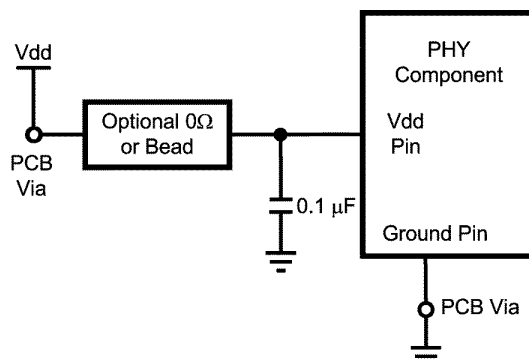 Vdd
PCB
Via
Optional 0Ω
or Bead
0.1 μF
PHY
Component
Vdd
Pin
Ground Pin
PCB Via